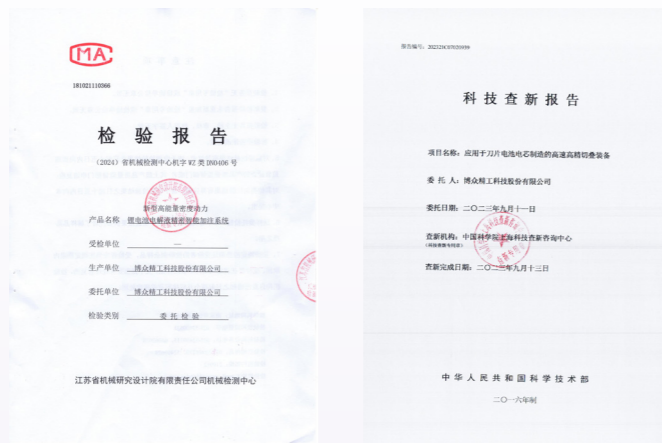 MA
181021110366
检 验 报 告
(2024) 省机械检测中心机字 WZ 类 DN0406 号
新型高能量密度动力
产品名称 锂电池电解液精密智能加注系统
受检单位 —
生产单位 博众精工科技股份有限公司
委托单位 博众精工科技股份有限公司
检验类别 委 托 检 验
江苏省机械研究设计院有限责任公司机械检测中心
科 技 查 新 报 告
项目名称：应用于刀片电池电芯制造的高速高精切叠装备
委 托 人：博众精工科技股份有限公司
委托日期：二〇二三年九月十一日
查新机构：中国科学院上海科技查新咨询中心
查新完成日期：二〇二三年九月十三日
中 华 人 民 共 和 国 科 学 技 术 部
二〇一六年制